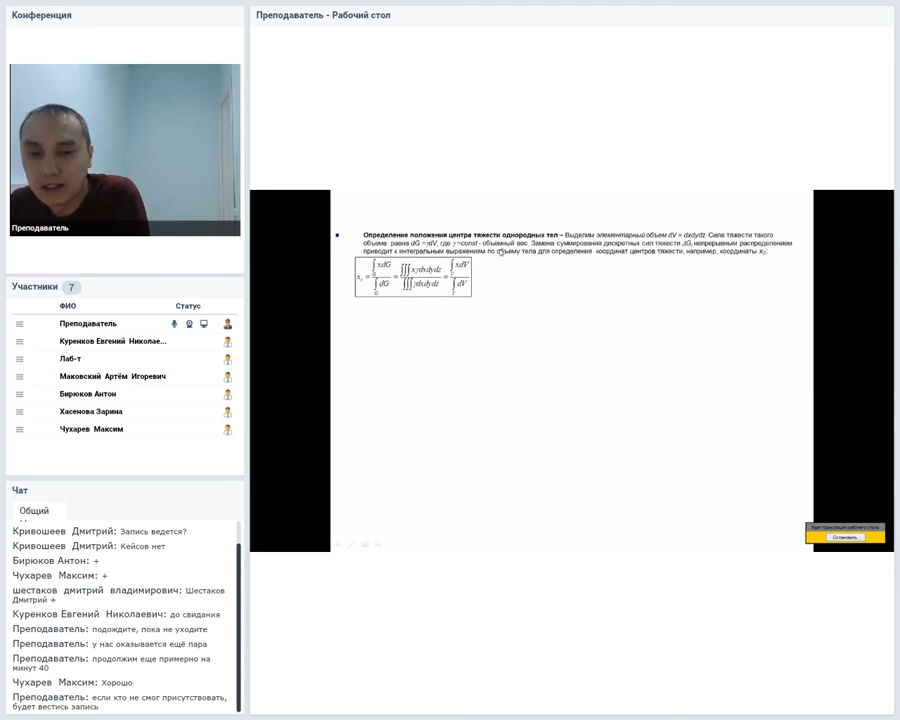 Конференция
Преподаватель
Участники 7
ФИО Статус
Преподаватель
Куренков Евгений Николае...
Лаб-т
Маковский Артём Игоревич
Бирюков Антон
Хасенова Зарина
Чухарев Максим
Чат
Общий
Кривошеев Дмитрий: Запись ведется?
Кривошеев Дмитрий: Кейсов нет
Бирюков Антон: +
Чухарев Максим: +
шестаков дмитрий владимирович: Шестаков
Дмитрий +
Куренков Евгений Николаевич: до свидания
Преподаватель: подождите, пока не уходите
Преподаватель: у нас оказывается ещё пара
Преподаватель: продолжим еще примерно на
минут 40
Чухарев Максим: Хорошо
Преподаватель: если кто не смог присутствовать,
будет вестись запись
Преподаватель - Рабочий стол
Определение положения центра тяжести однородных тел – Выделим элементарный объем dV = dxdydz. Сила тяжести такого
объема равна dG =γdV, где γ =const - объемный вес. Замена суммирования дискретных сил тяжести ΔGi непрерывным распределением
приводит к интегральным выражениям по объему тела для определения координат центров тяжести, например, координаты xC:
Идет трансляция рабочего стола
Остановить